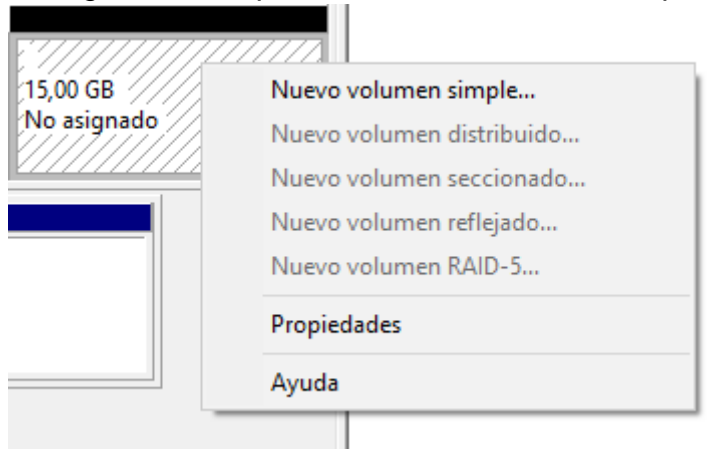 15,00 GB
No asignado
Nuevo volumen simple...
Nuevo volumen distribuido...
Nuevo volumen seccionado...
Nuevo volumen reflejado...
Nuevo volumen RAID-5...
Propiedades
Ayuda